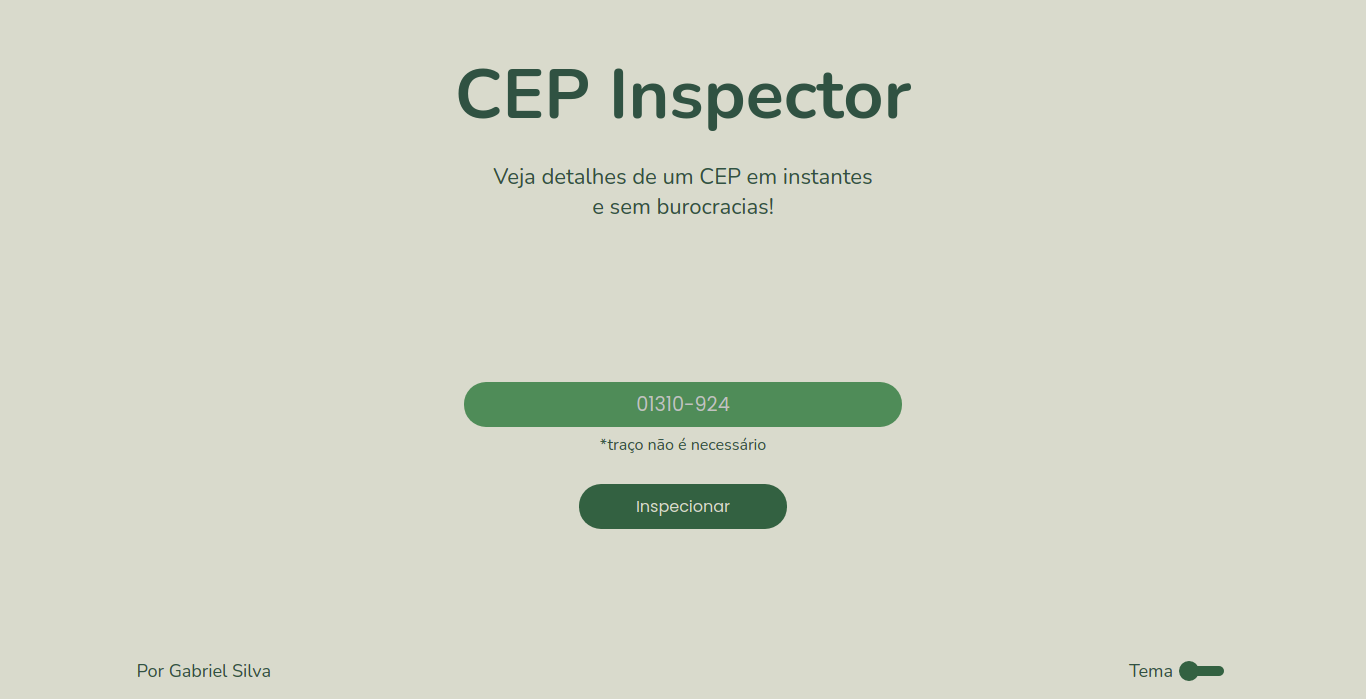 CEP Inspector
Veja detalhes de um CEP em instantes
e sem burocracias!
01310-924
*traço não é necessário
Inspecionar
Por Gabriel Silva
Tema